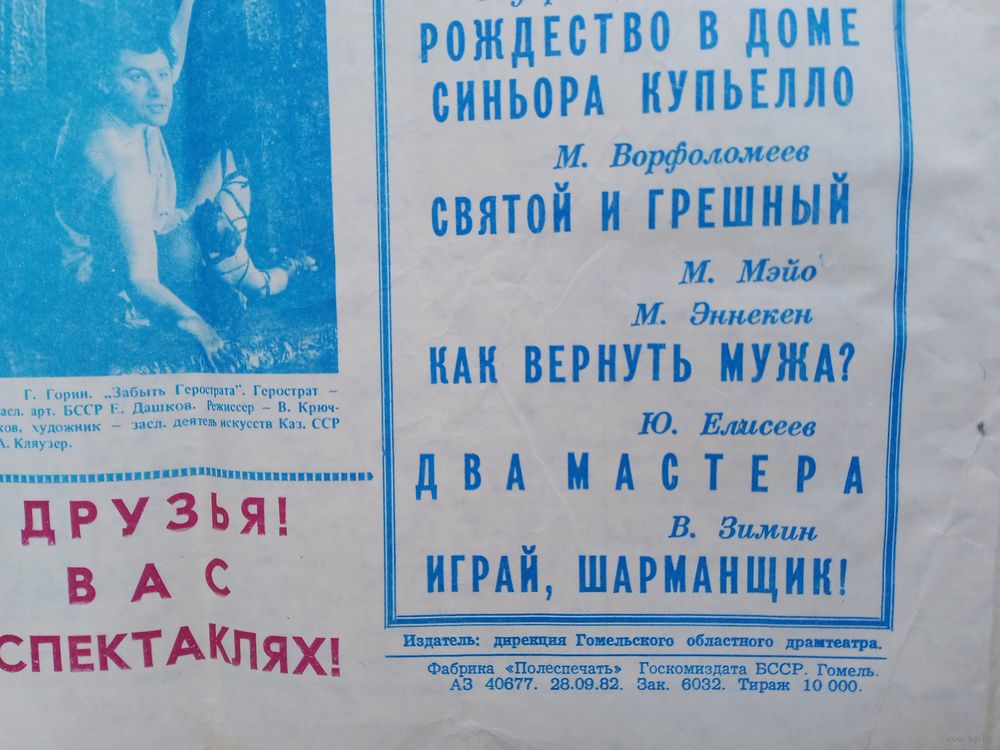 РОЖДЕСТВО В ДОМЕ
СИНЬОРА КУПЬЕЛЛО
М. Ворфоломеев
СВЯТОЙ И ГРЕШНЫЙ
М. Мэйо
М. Эннекен
КАК ВЕРНУТЬ МУЖА?
Ю. Елисеев
ДВА МАСТЕРА
В. Зимин
ИГРАЙ, ШАРМАНЩИК!
Издатель: дирекция Гомельского областного драмтеатра.
Фабрика «Полеспечать» Госкомиздата БССР. Гомель.
АЗ 40677. 28.09.82. Зак. 6032. Тираж 10 000.
Г. Горин. „Забыть Герострата". Герострат –
засл. арт. БССР Е. Дашков. Режиссер – В. Крюч-
ков, художник – засл. деятель искусств Каз. ССР
А. Кляузер.
ДРУЗЬЯ!
ВАС
СПЕКТАКЛЯХ!